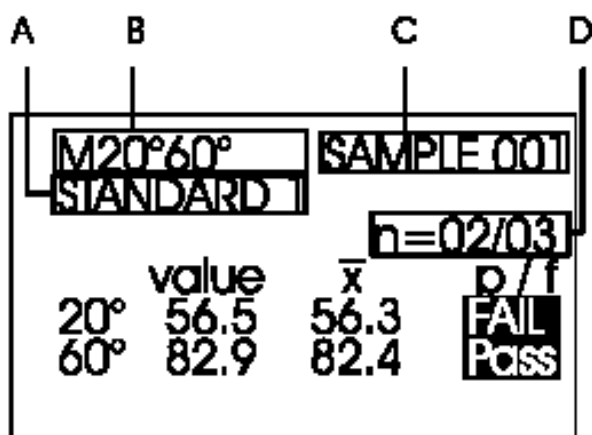 A B C D
M20°60° SAMPLE 001
STANDARD 1
n=02/03
value x̅ p/f
20° 56.5 56.3 FAIL
60° 82.9 82.4 Pass